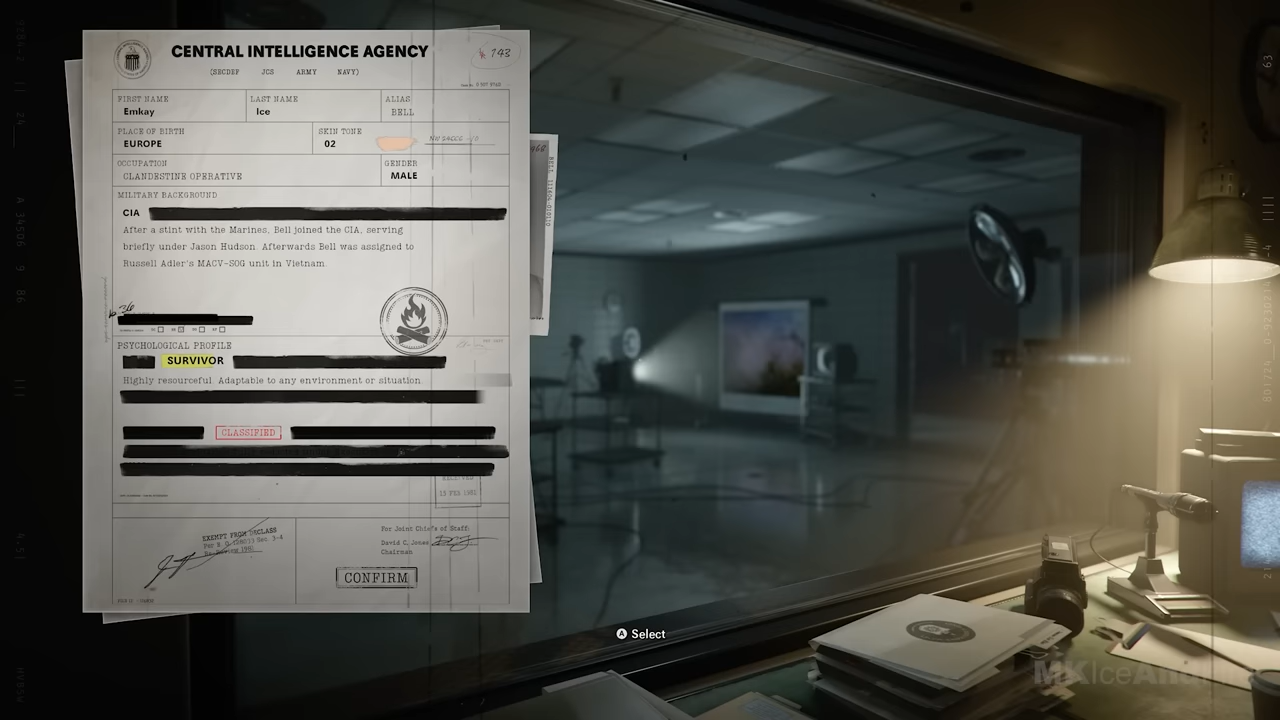 CENTRAL INTELLIGENCE AGENCY
143
(SECDEF JCS ARMY NAVY)
FIRST NAME LAST NAME ALIAS
Emkay Ice BELL
PLACE OF BIRTH SKIN TONE
EUROPE 02
OCCUPATION GENDER
CLANDESTINE OPERATIVE MALE
MILITARY BACKGROUND
CIA
After a stint with the Marines, Bell joined the CIA, serving
briefly under Jason Hudson. Afterwards Bell was assigned to
Russell Adler's MACV-SOG unit in Vietnam.
PSYCHOLOGICAL PROFILE
SURVIVOR
Highly resourceful. Adaptable to any environment or situation.
CLASSIFIED
RECEIVED
15 FEB 1981
EXEMPT FROM DECLASS
For Joint Chiefs of Staff:
David C. Jones
Chairman
CONFIRM
A Select
63